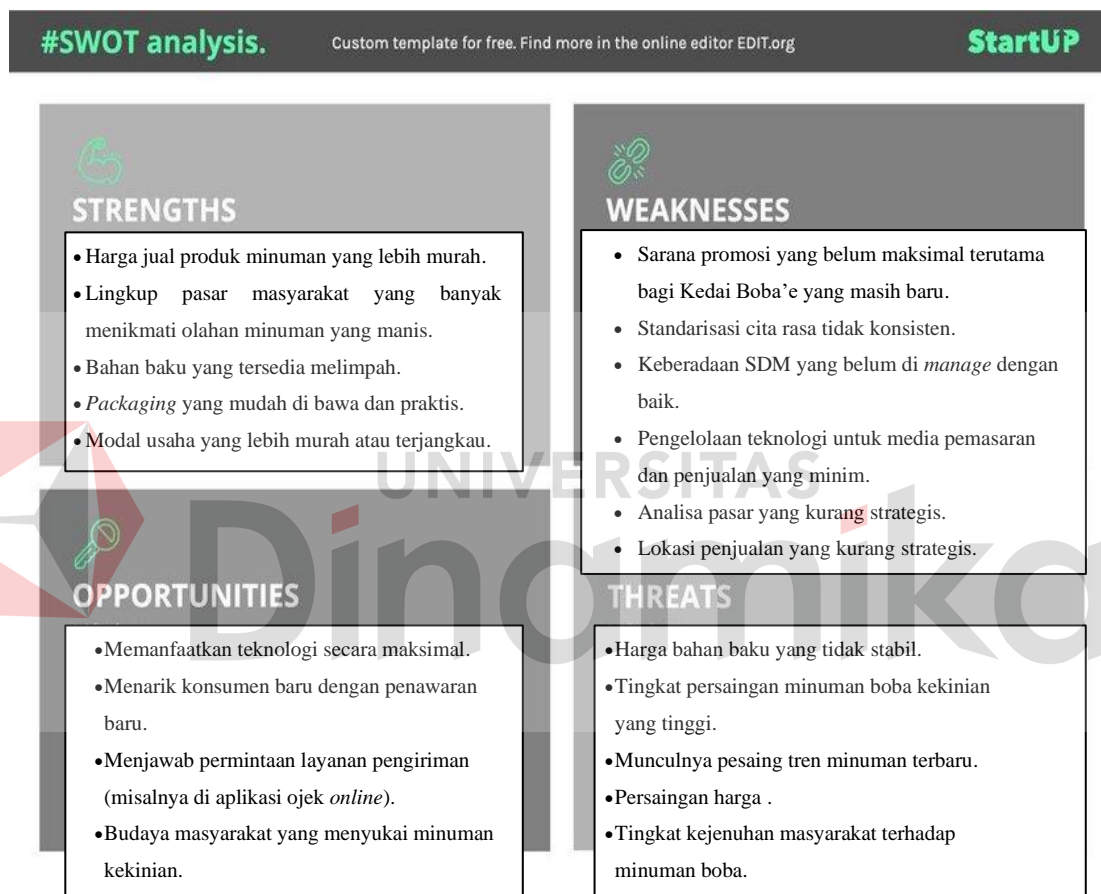 #SWOT analysis.
Custom template for free. Find more in the online editor EDIT.org
StartUP
STRENGTHS
• Harga jual produk minuman yang lebih murah.
• Lingkup pasar masyarakat yang banyak
menikmati olahan minuman yang manis.
• Bahan baku yang tersedia melimpah.
• Packaging yang mudah di bawa dan praktis.
• Modal usaha yang lebih murah atau terjangkau.
WEAKNESSES
• Sarana promosi yang belum maksimal terutama
bagi Kedai Boba’e yang masih baru.
• Standarisasi cita rasa tidak konsisten.
• Keberadaan SDM yang belum di manage dengan
baik.
• Pengelolaan teknologi untuk media pemasaran
dan penjualan yang minim.
• Analisa pasar yang kurang strategis.
• Lokasi penjualan yang kurang strategis.
OPPORTUNITIES
• Memanfaatkan teknologi secara maksimal.
• Menarik konsumen baru dengan penawaran
baru.
• Menjawab permintaan layanan pengiriman
(misalnya di aplikasi ojek online).
• Budaya masyarakat yang menyukai minuman
kekinian.
THREATS
• Harga bahan baku yang tidak stabil.
• Tingkat persaingan minuman boba kekinian
yang tinggi.
• Munculnya pesaing tren minuman terbaru.
• Persaingan harga .
• Tingkat kejenuhan masyarakat terhadap
minuman boba.
UNIVERSITAS
Dinamika